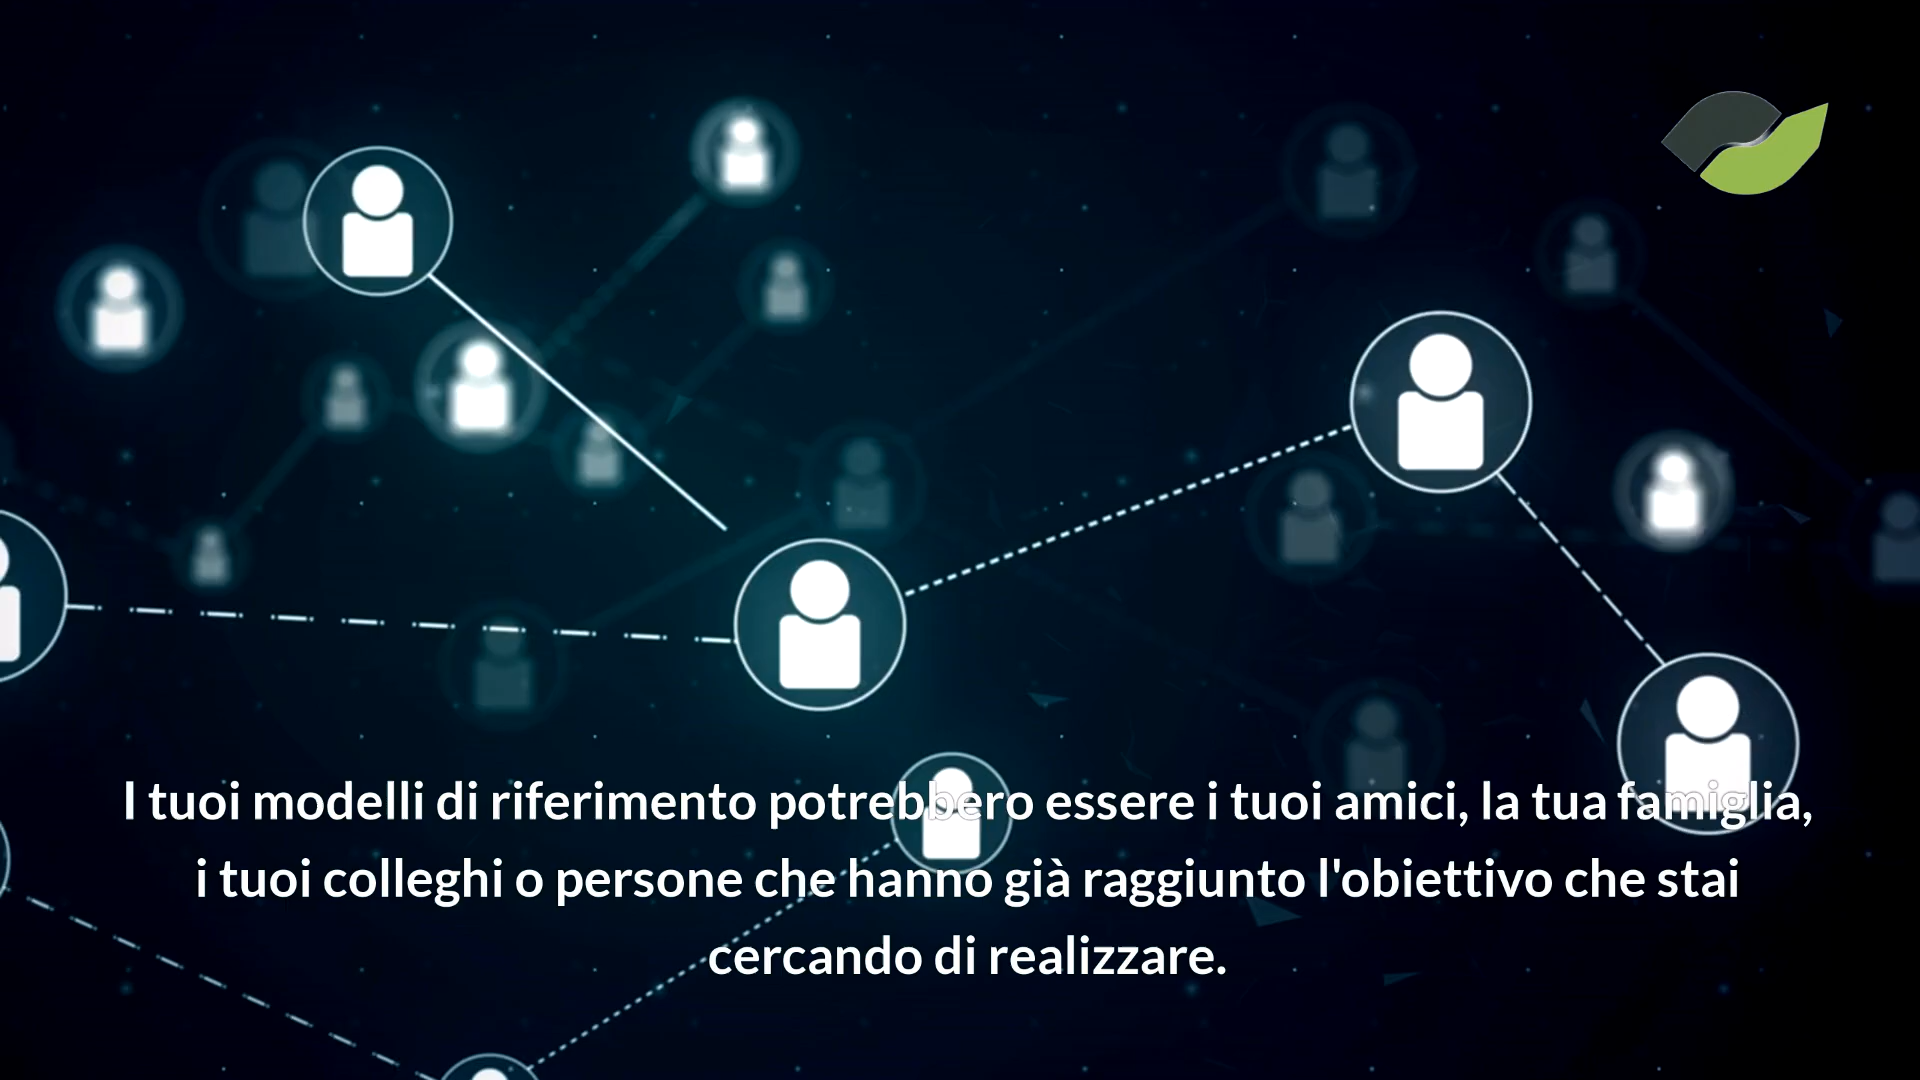 I tuoi modelli di riferimento potrebbero essere i tuoi amici, la tua famiglia,
i tuoi colleghi o persone che hanno già raggiunto l'obiettivo che stai
cercando di realizzare.